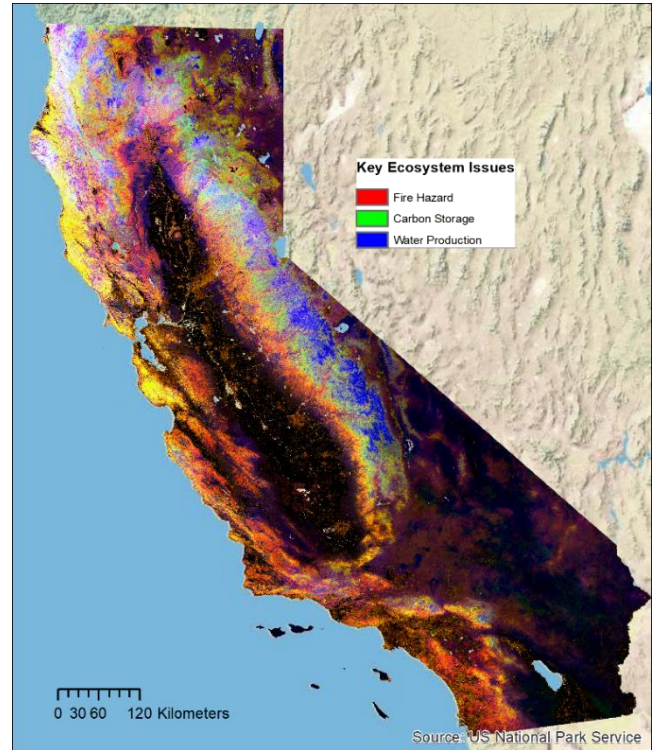 Key Ecosystem Issues
Fire Hazard
Carbon Storage
Water Production
0 30 60 120 Kilometers
Source: US National Park Service